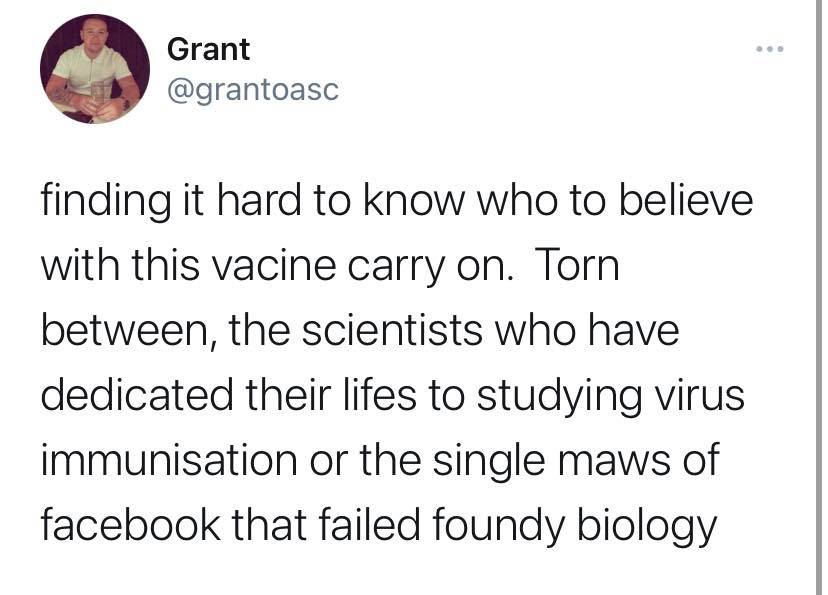 Grant
@grantoasc
finding it hard to know who to believe
with this vacine carry on.  Torn
between, the scientists who have
dedicated their lifes to studying virus
immunisation or the single maws of
facebook that failed foundy biology